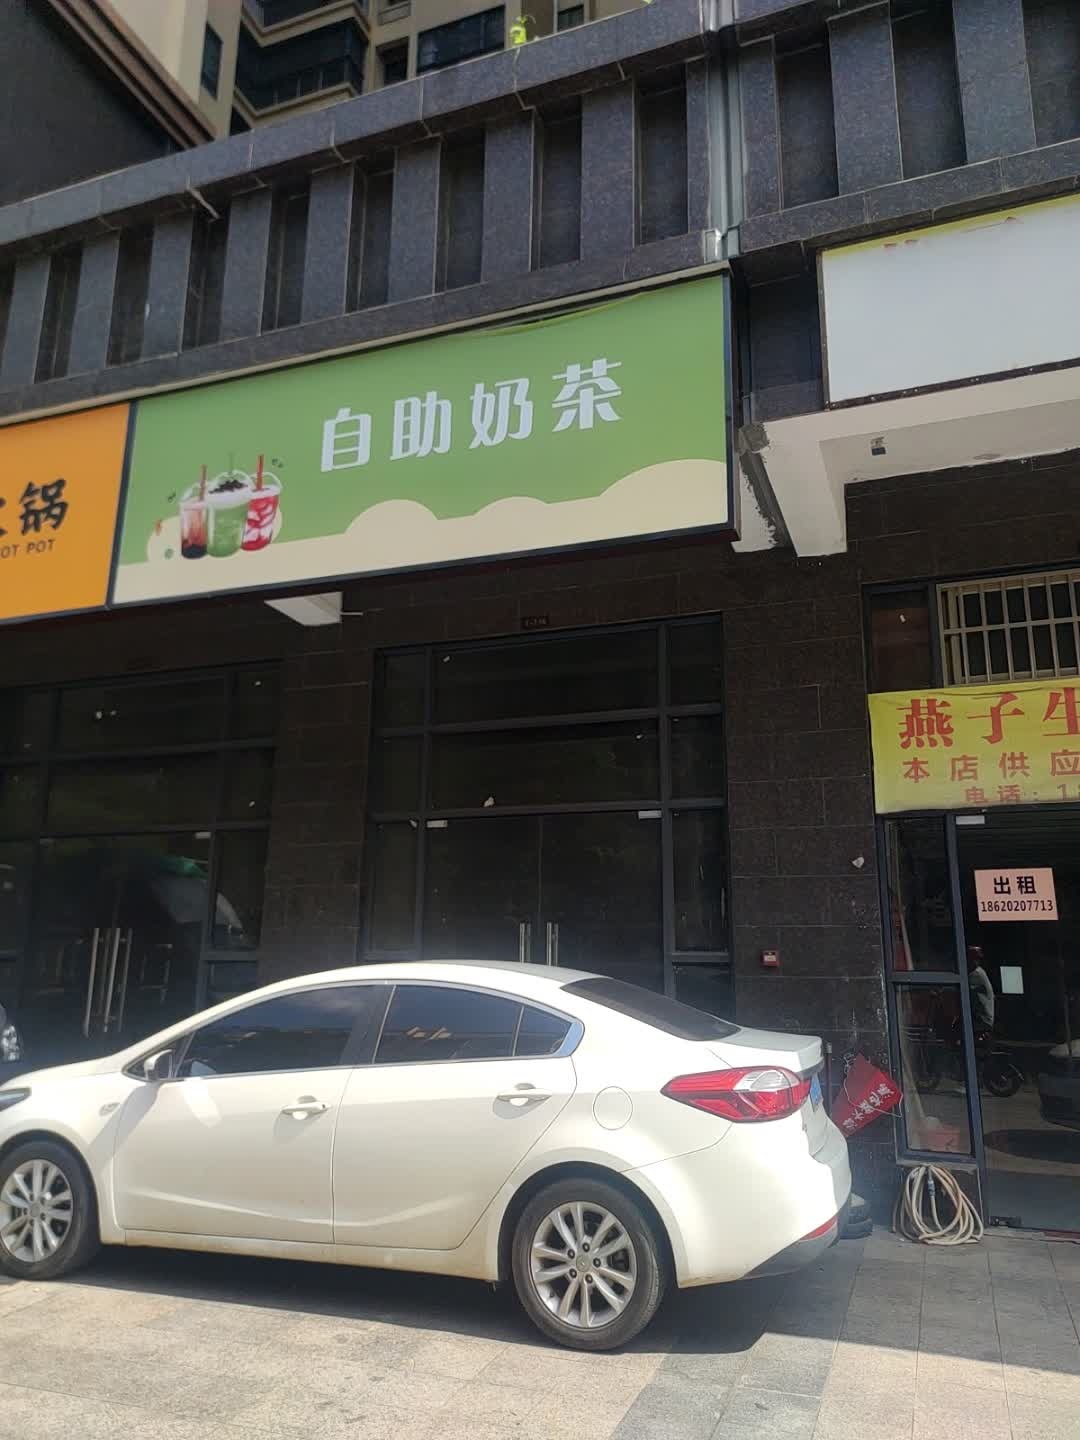 自助奶茶
锅
OT POT
燕子生
本店供应
电话:1
出租
18620207713